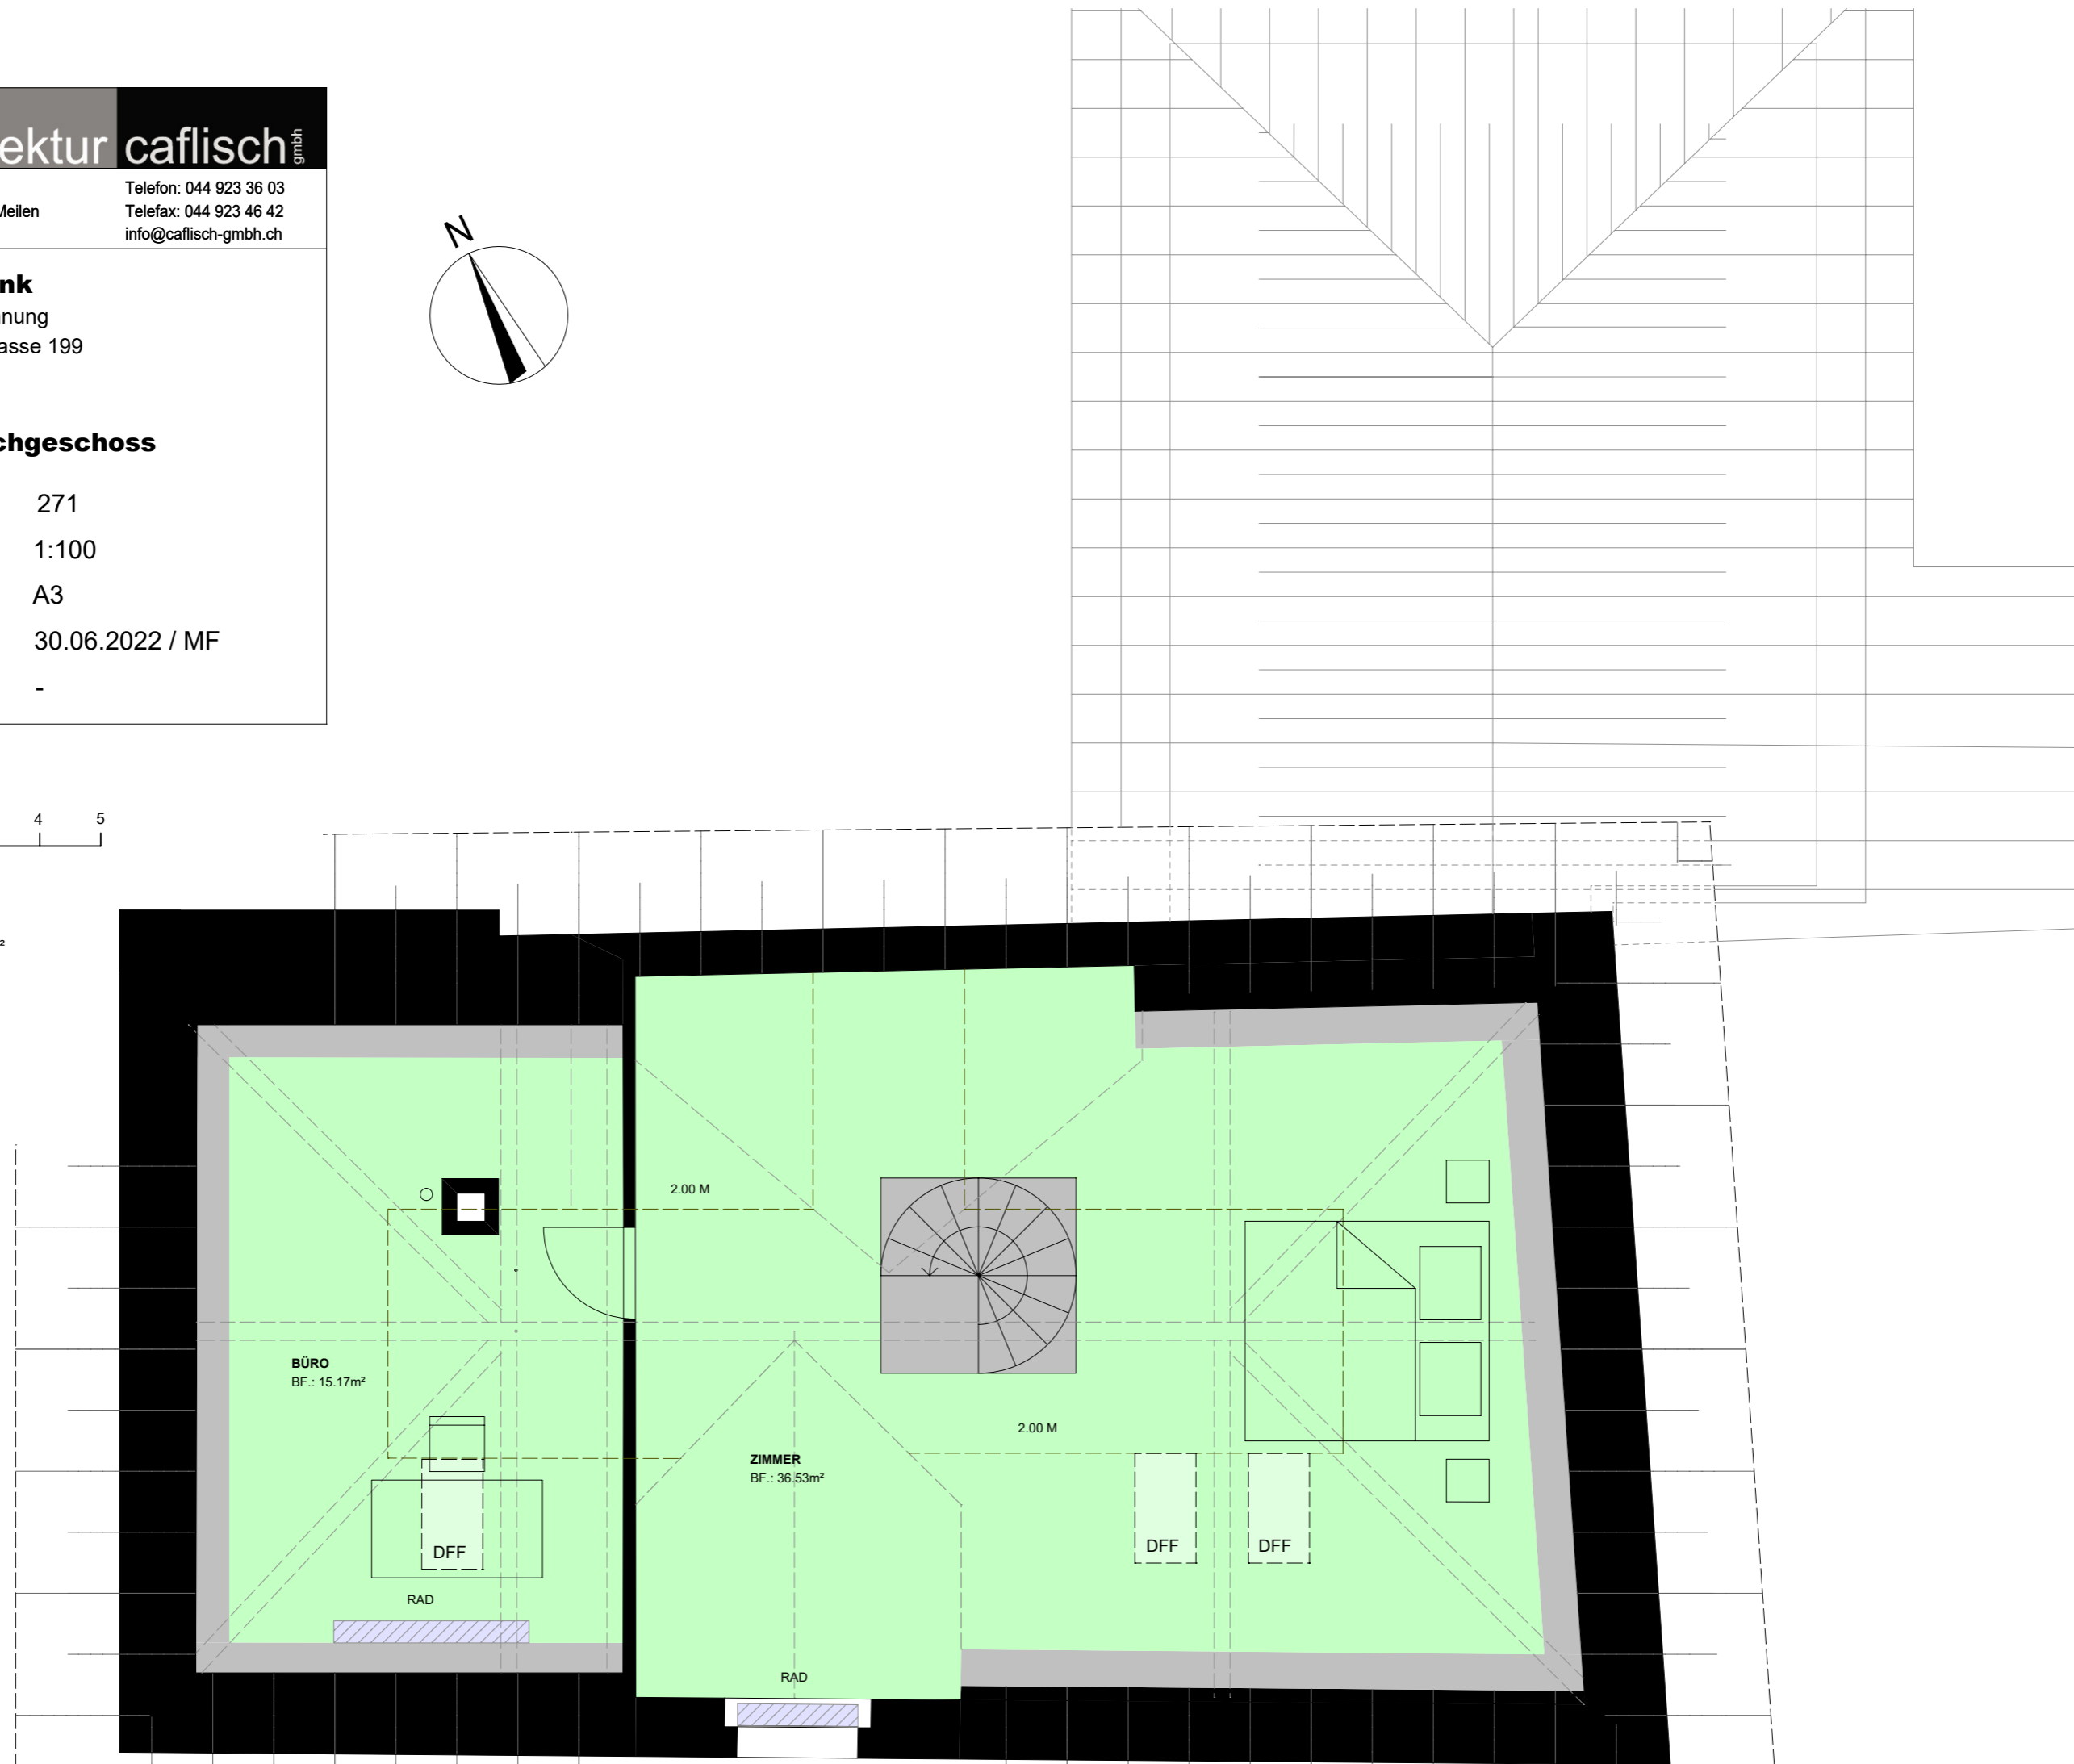 ektur caflisch gmbh
Telefon: 044 923 36 03
Meilen Telefax: 044 923 46 42
info@caflisch-gmbh.ch
N
nk
nung
asse 199
chgeschoss
271
1:100
A3
30.06.2022 / MF
-
4 5
²
2.00 M
BÜRO
BF.: 15.17m²
2.00 M
ZIMMER
BF.: 36.53m²
DFF
DFF
DFF
RAD
RAD